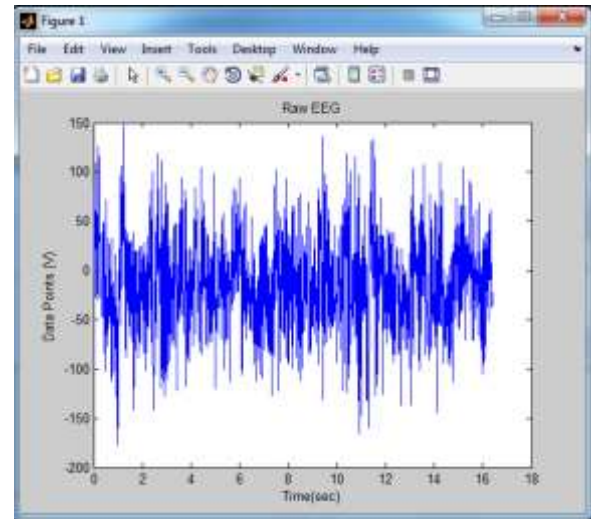 Figure 1
File Edit View Insert Tools Desktop Window Help
Raw EEG
150
100
50
0
-50
-100
-150
-200
Data Points (V)
0 2 4 6 8 10 12 14 16 18
Time(sec)